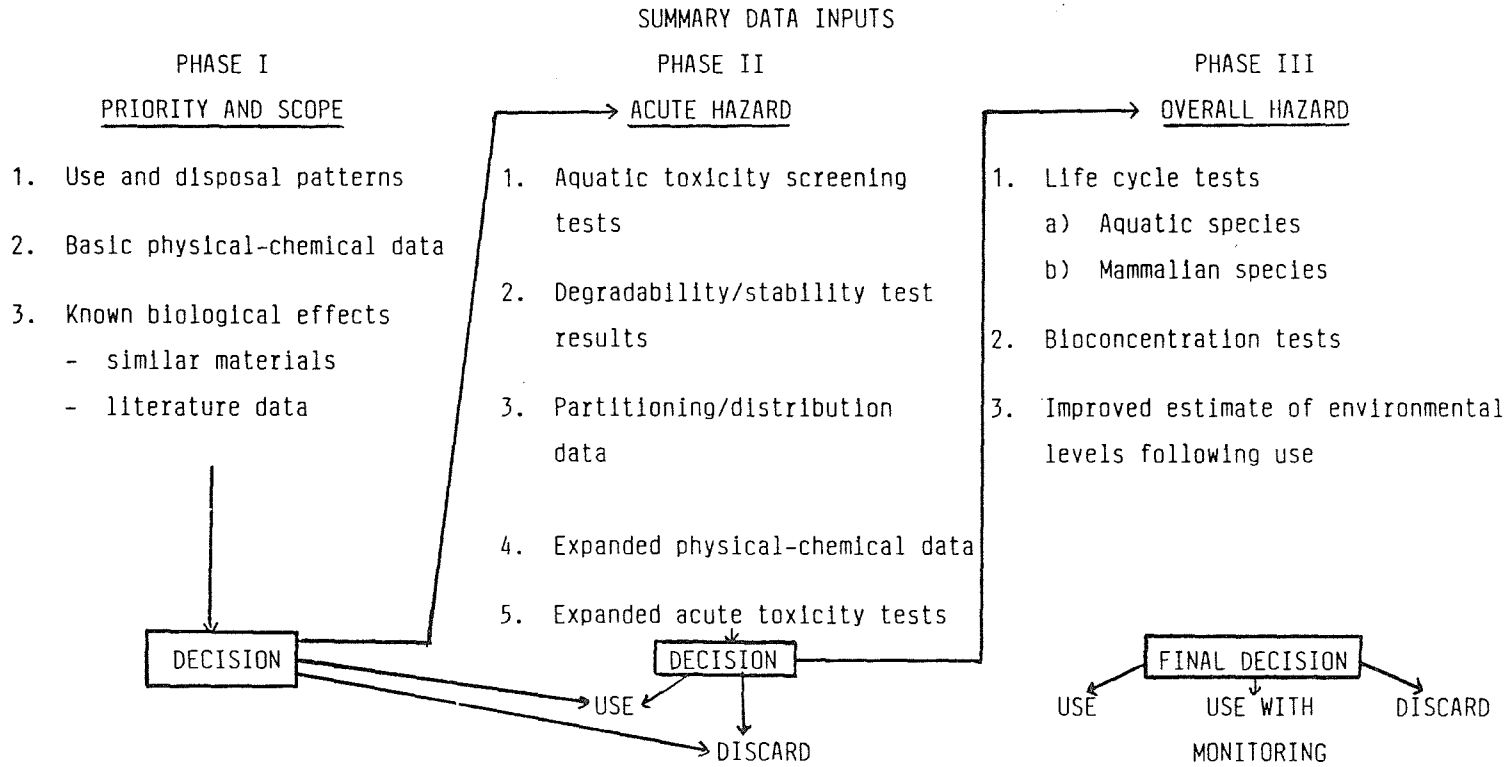 SUMMARY DATA INPUTS
PHASE I
PRIORITY AND SCOPE
1. Use and disposal patterns
2. Basic physical-chemical data
3. Known biological effects
- similar materials
- literature data
DECISION
PHASE II
ACUTE HAZARD
1. Aquatic toxicity screening
tests
2. Degradability/stability test
results
3. Partitioning/distribution
data
4. Expanded physical-chemical data
5. Expanded acute toxicity tests
DECISION
USE
DISCARD
PHASE III
OVERALL HAZARD
1. Life cycle tests
a) Aquatic species
b) Mammalian species
2. Bioconcentration tests
3. Improved estimate of environmental
levels following use
FINAL DECISION
USE
USE WITH
MONITORING
DISCARD